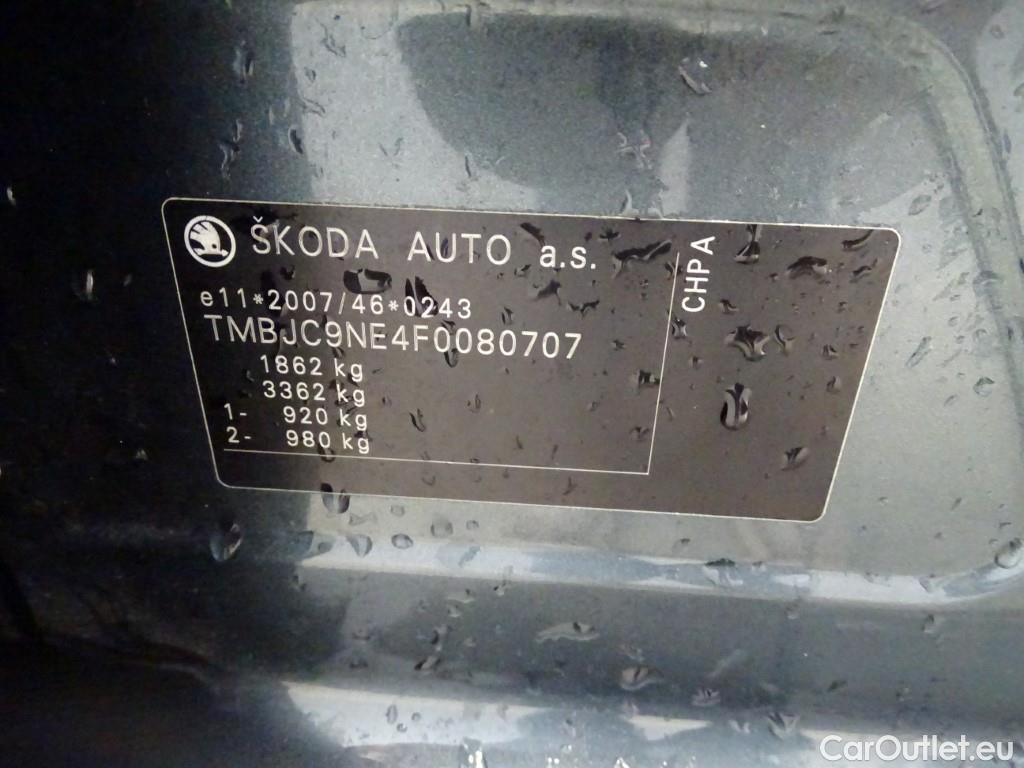 ŠKODA AUTO a.s.
e11*2007/46*0243
TMBJC9NE4F0080707
1862 kg
3362 kg
1- 920 kg
2- 980 kg
CHPA
CarOutlet.eu